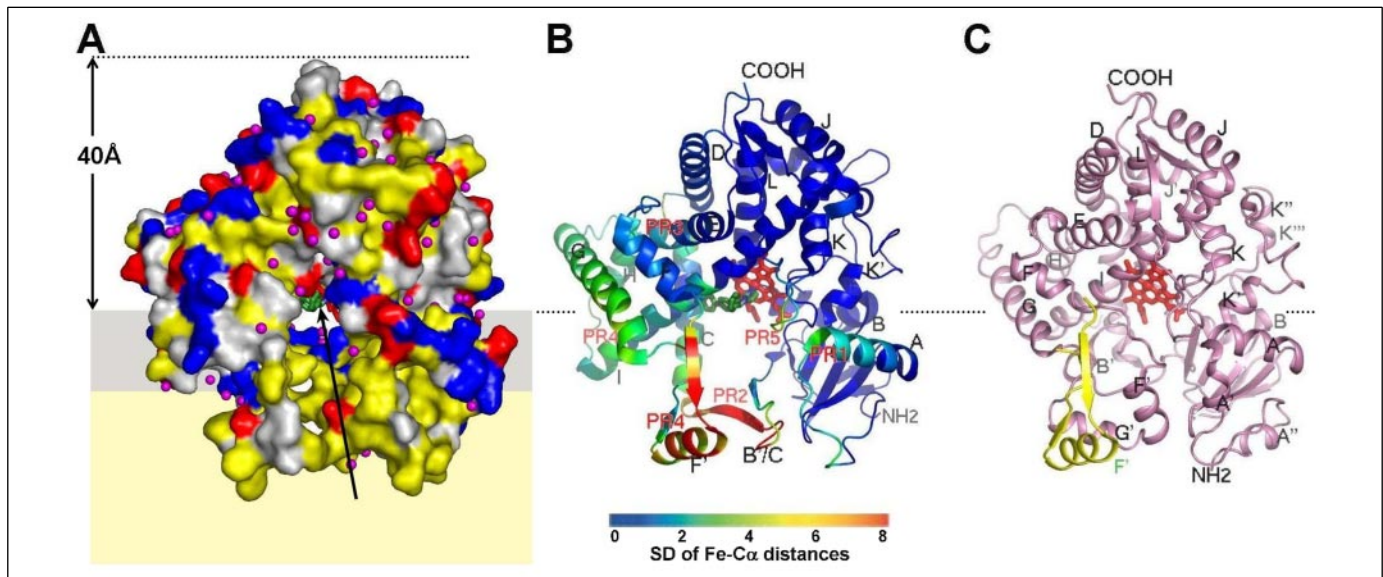 A
40Å
B
COOH
J
D
L
PR3
E
G
K
H
K'
PR4
C
PR5
B
PR1
A
I
PR2
NH2
PR4
F'
B'/C
0 2 4 6 8
SD of Fe-Cα distances
C
COOH
D
J
L
J'
K"
E
K'''
H
K
F
I
G
K'
B
B'
A
F'
A'
G'
A"
F'
NH2